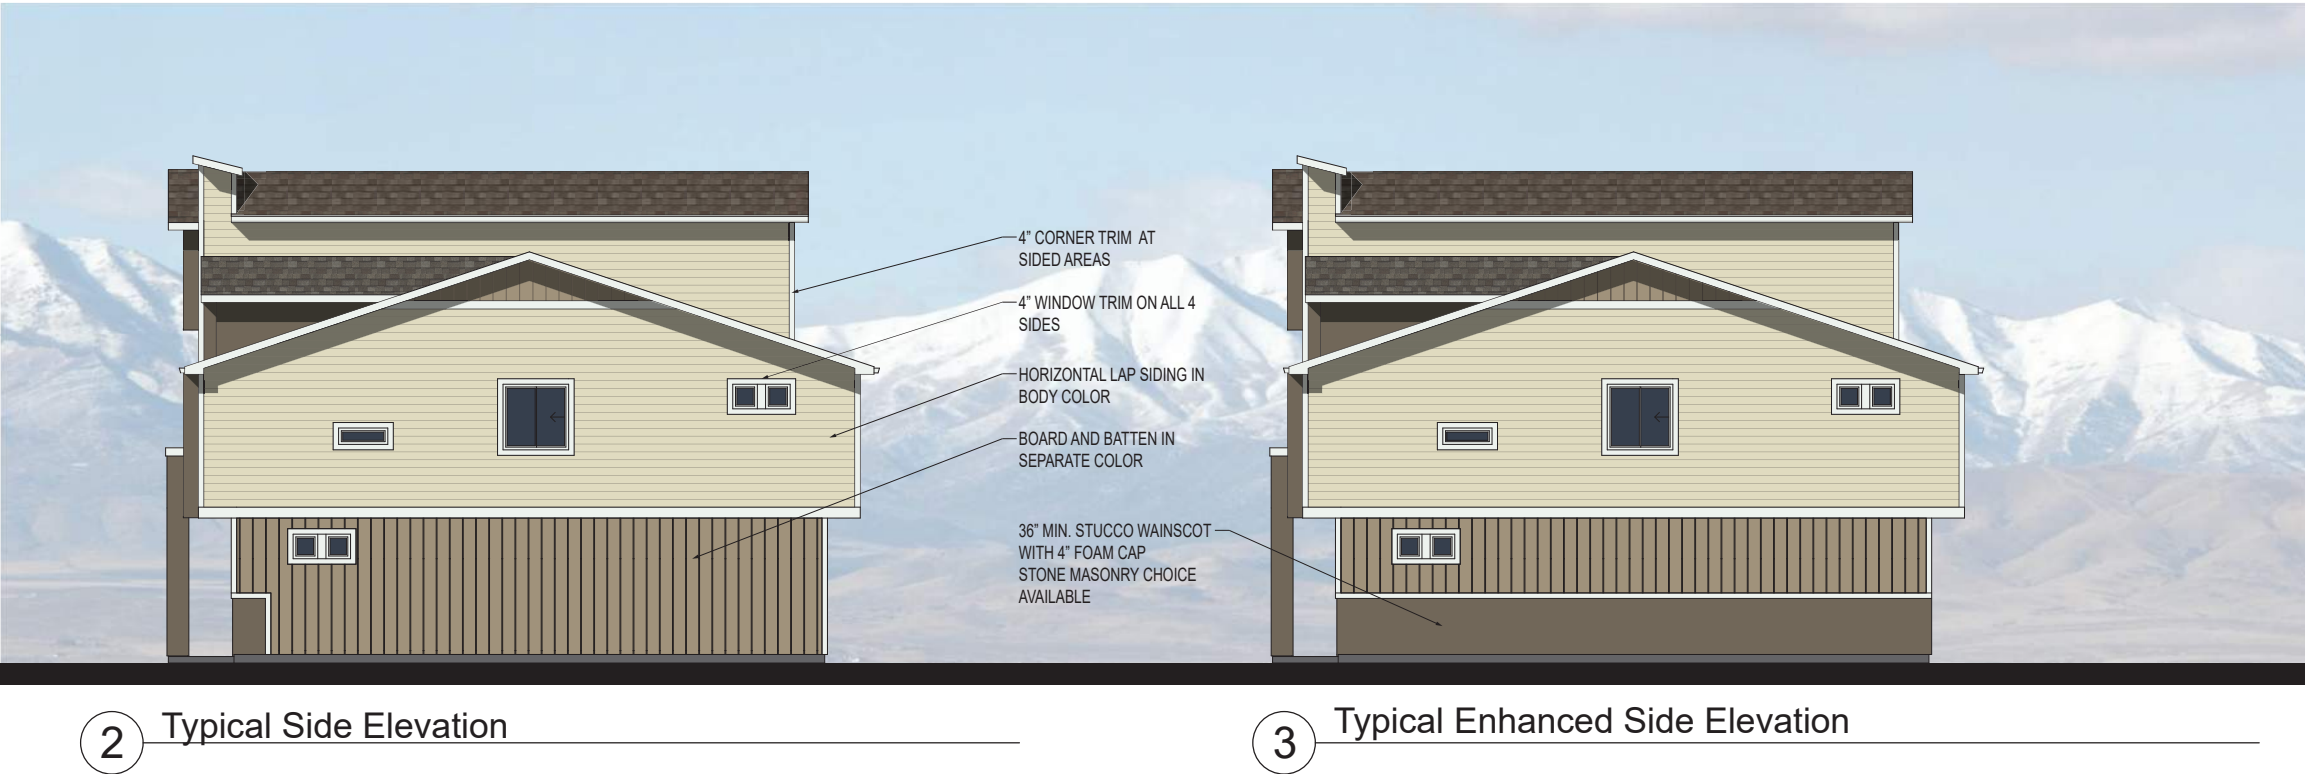 4” CORNER TRIM AT
SIDED AREAS
4” WINDOW TRIM ON ALL 4
SIDES
HORIZONTAL LAP SIDING IN
BODY COLOR
BOARD AND BATTEN IN
SEPARATE COLOR
36” MIN. STUCCO WAINSCOT
WITH 4” FOAM CAP
STONE MASONRY CHOICE
AVAILABLE
2 Typical Side Elevation
3 Typical Enhanced Side Elevation